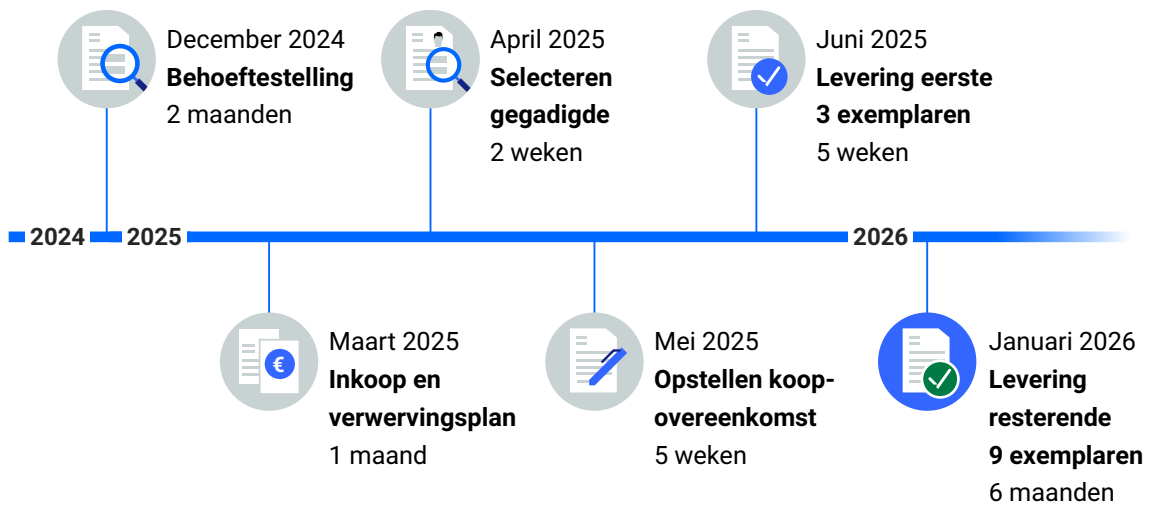 December 2024
Behoeftestelling
2 maanden
April 2025
Selecteren
gegadigde
2 weken
Juni 2025
Levering eerste
3 exemplaren
5 weken
2024
2025
2026
Maart 2025
Inkoop en
verwervingsplan
1 maand
€
Mei 2025
Opstellen koop-
overeenkomst
5 weken
Januari 2026
Levering
resterende
9 exemplaren
6 maanden